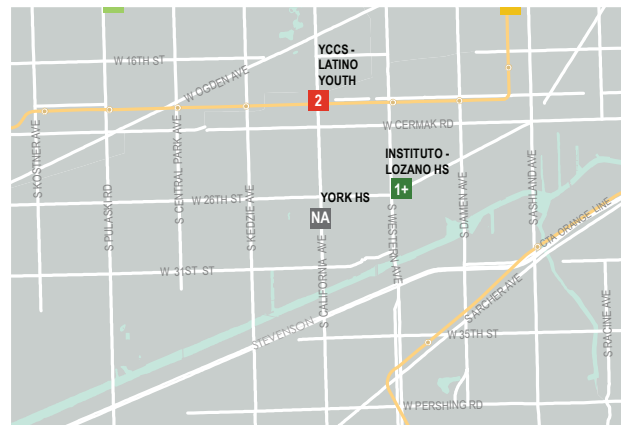 YCCS -
LATINO
YOUTH
W 16TH ST
W OGDEN AVE
2
W CERMAK RD
S KOSTNER AVE
S PULASKI RD
S CENTRAL PARK AVE
S KEDZIE AVE
INSTITUTO -
LOZANO HS
1+
W 26TH ST
YORK HS
NA
S CALIFORNIA AVE
S WESTERN AVE
S DAMEN AVE
S ASHLAND AVE
CTA ORANGE LINE
W 31ST ST
S ARCHER AVE
STEVENSON
W 35TH ST
S RACINE AVE
W PERSHING RD